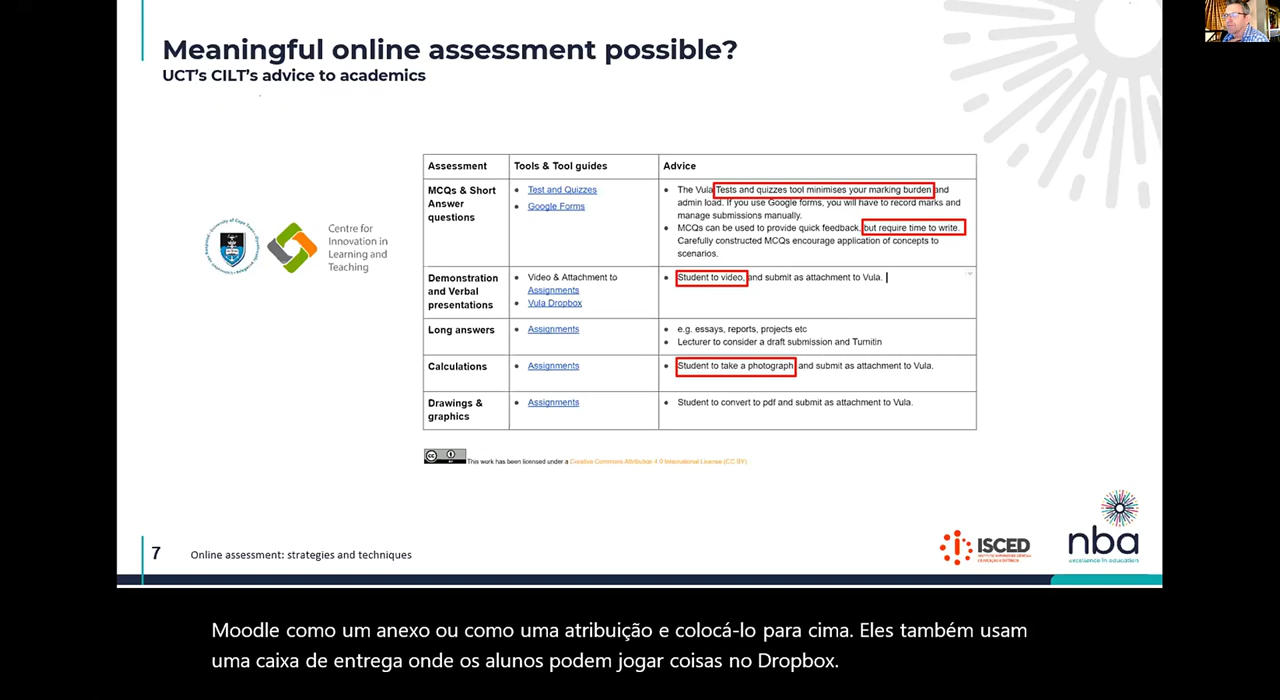 Meaningful online assessment possible?
UCT's CILT's advice to academics
Centre for
Innovation in
Learning and
Teaching
Assessment Tools & Tool guides Advice
MCQs & Short
Answer
questions
• Test and Quizzes
• Google Forms
• The Vula Tests and quizzes tool minimises your marking burden and
admin load. If you use Google forms, you will have to record marks and
manage submissions manually.
• MCQs can be used to provide quick feedback, but require time to write.
Carefully constructed MCQs encourage application of concepts to
scenarios.
Demonstration
and Verbal
presentations
• Video & Attachment to
Assignments
• Vula Dropbox
• Student to video, and submit as attachment to Vula.
Long answers
• Assignments
• e.g. essays, reports, projects etc
• Lecturer to consider a draft submission and Turnitin
Calculations
• Assignments
• Student to take a photograph and submit as attachment to Vula.
Drawings &
graphics
• Assignments
• Student to convert to pdf and submit as attachment to Vula.
This work has been licensed under a Creative Commons Attribution 4.0 International License (CC BY)
7 Online assessment: strategies and techniques
ISCED
nba
excellence in education
Moodle como um anexo ou como uma atribuição e colocá-lo para cima. Eles também usam
uma caixa de entrega onde os alunos podem jogar coisas no Dropbox.